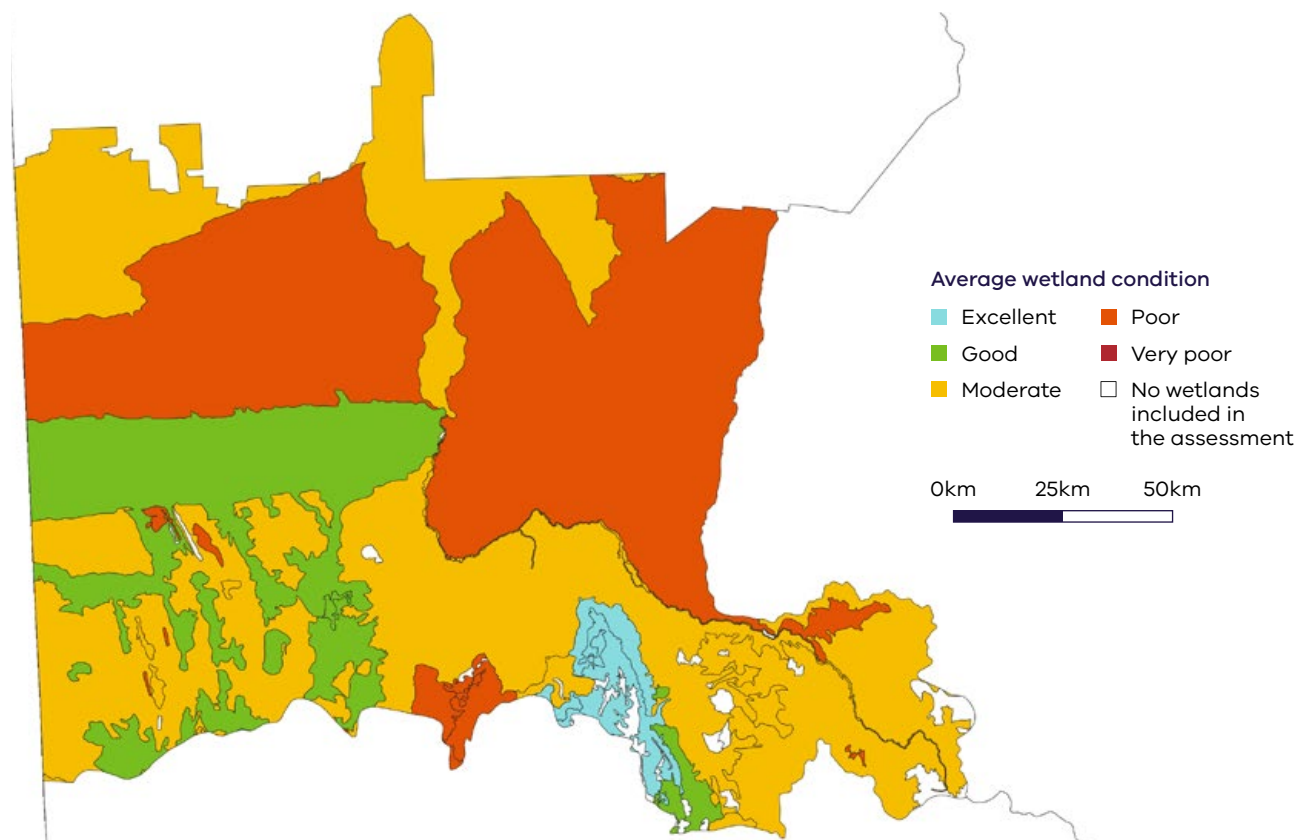 Average wetland condition
Excellent
Good
Moderate
Poor
Very poor
No wetlands
included in
the assessment
0km 25km 50km